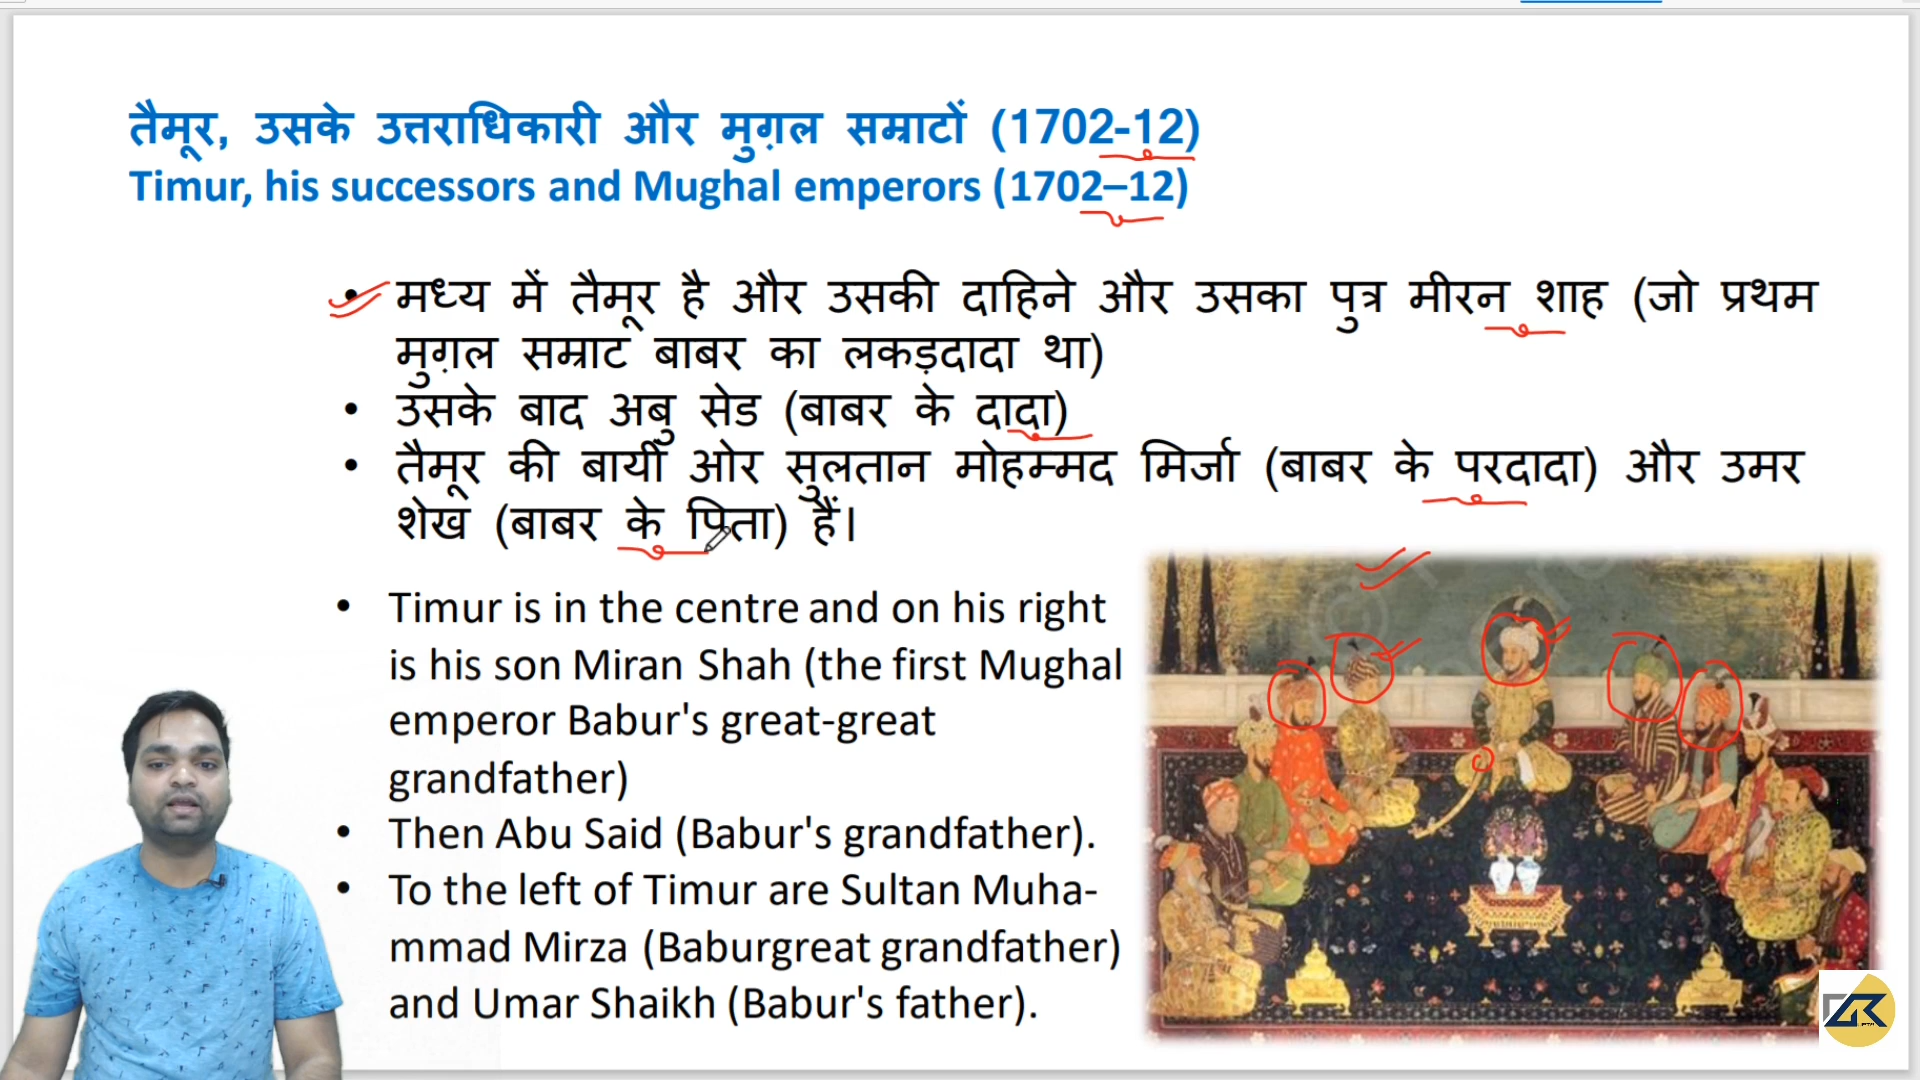 तैमूर, उसके उत्तराधिकारी और मुग़ल सम्राटों (1702-12)
Timur, his successors and Mughal emperors (1702–12)
• मध्य में तैमूर है और उसकी दाहिने और उसका पुत्र मीरन शाह (जो प्रथम
मुग़ल सम्राट बाबर का लकड़दादा था)
• उसके बाद अबु सेड (बाबर के दादा)
• तैमूर की बायीं ओर सुलतान मोहम्मद मिर्जा (बाबर के परदादा) और उमर
शेख (बाबर के पिता) हैं।
• Timur is in the centre and on his right
is his son Miran Shah (the first Mughal
emperor Babur's great-great
grandfather)
• Then Abu Said (Babur's grandfather).
• To the left of Timur are Sultan Muha-
mmad Mirza (Baburgreat grandfather)
and Umar Shaikh (Babur's father).